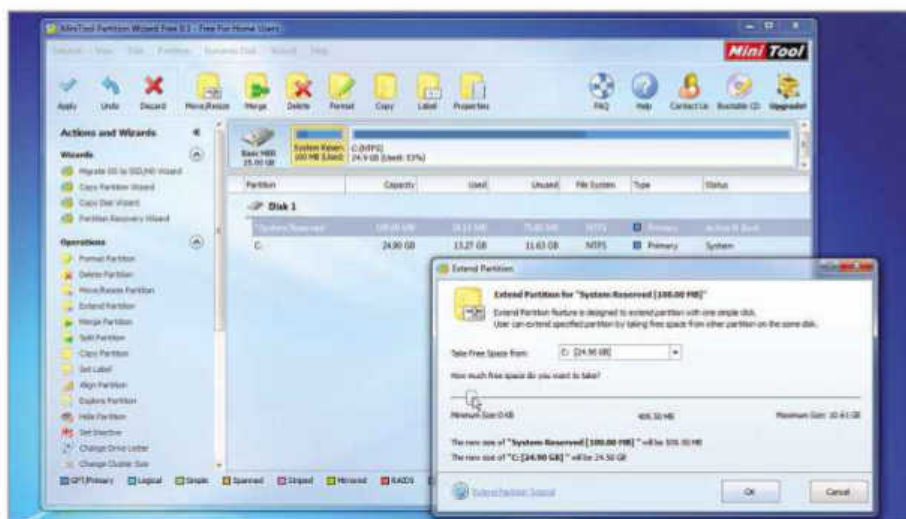 MiniTool Partition Wizard Free 9.1 - Free For Home Users
Mini Tool
Apply Undo Discard Move/Resize Merge Delete Format Copy Label Properties FAQ Help Contact Us Bootable CD Upgrade!
Actions and Wizards
Wizards
Migrate OS to SSD/HD Wizard
Copy Partition Wizard
Copy Disk Wizard
Partition Recovery Wizard
Operations
Format Partition
Delete Partition
Move/Resize Partition
Extend Partition
Merge Partition
Split Partition
Copy Partition
Set Label
Align Partition
Explore Partition
Hide Partition
Set Inactive
Change Drive Letter
Change Cluster Size
Basic MBR
25.00 GB
System Reserv
100 MB (Used:
C:(NTFS)
24.9 GB (Used: 53%)
Partition Capacity Used Unused File System Type Status
Disk 1
C: 24.90 GB 13.27 GB 11.63 GB NTFS Primary System
GPT/Primary Logical Simple Spanned Striped Mirrored RAID5
Extend Partition
Extend Partition for "System Reserved [100.00 MB]"
Extend Partition feature is designed to extend partition with one simple disk.
User can extend specified partition by taking free space from other partition on the same disk.
Take Free Space from: C: [24.90 GB]
How much free space do you want to take?
Minimum Size:0 KB Maximum Size: 10.61 GB
The new size of "System Reserved [100.00 MB] " will be
The new size of "C: [24.90 GB] " will be 24.50 GB
Extend Partition Tutorial
OK Cancel